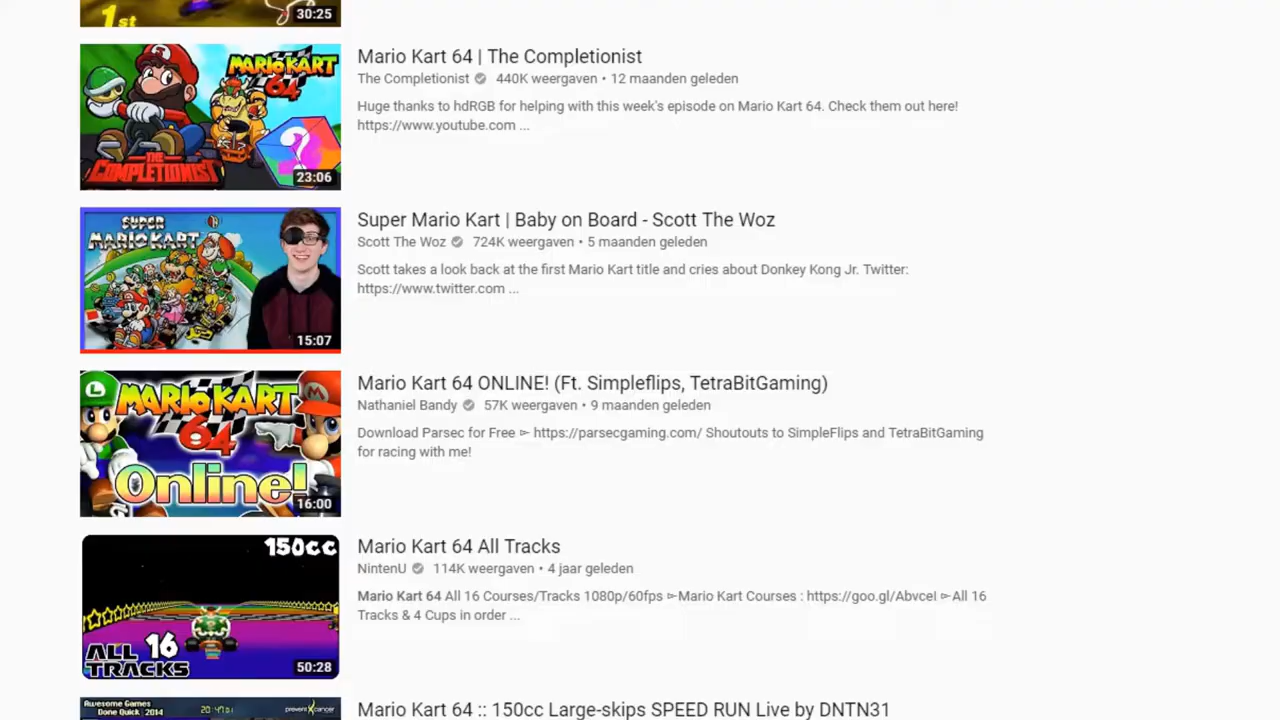 1st
30:25
MARIO KART
64
THE
COMPLETIONIST
23:06
Mario Kart 64 | The Completionist
The Completionist 440K weergaven • 12 maanden geleden
Huge thanks to hdRGB for helping with this week's episode on Mario Kart 64. Check them out here!
https://www.youtube.com ...
SUPER
MARIO KART
15:07
Super Mario Kart | Baby on Board - Scott The Woz
Scott The Woz 724K weergaven • 5 maanden geleden
Scott takes a look back at the first Mario Kart title and cries about Donkey Kong Jr. Twitter:
https://www.twitter.com ...
L
M
MARIO KART
64
Online!
16:00
Mario Kart 64 ONLINE! (Ft. Simpleflips, TetraBitGaming)
Nathaniel Bandy 57K weergaven • 9 maanden geleden
Download Parsec for Free ➢ https://parsecgaming.com/ Shoutouts to SimpleFlips and TetraBitGaming
for racing with me!
150cc
ALL 16
TRACKS
50:28
Mario Kart 64 All Tracks
NintenU 114K weergaven • 4 jaar geleden
Mario Kart 64 All 16 Courses/Tracks 1080p/60fps ➢Mario Kart Courses : https://goo.gl/AbvceI ➢All 16
Tracks & 4 Cups in order ...
Awesome Games
Done Quick 2014
prevent cancer
Mario Kart 64 :: 150cc Large-skips SPEED RUN Live by DNTN31